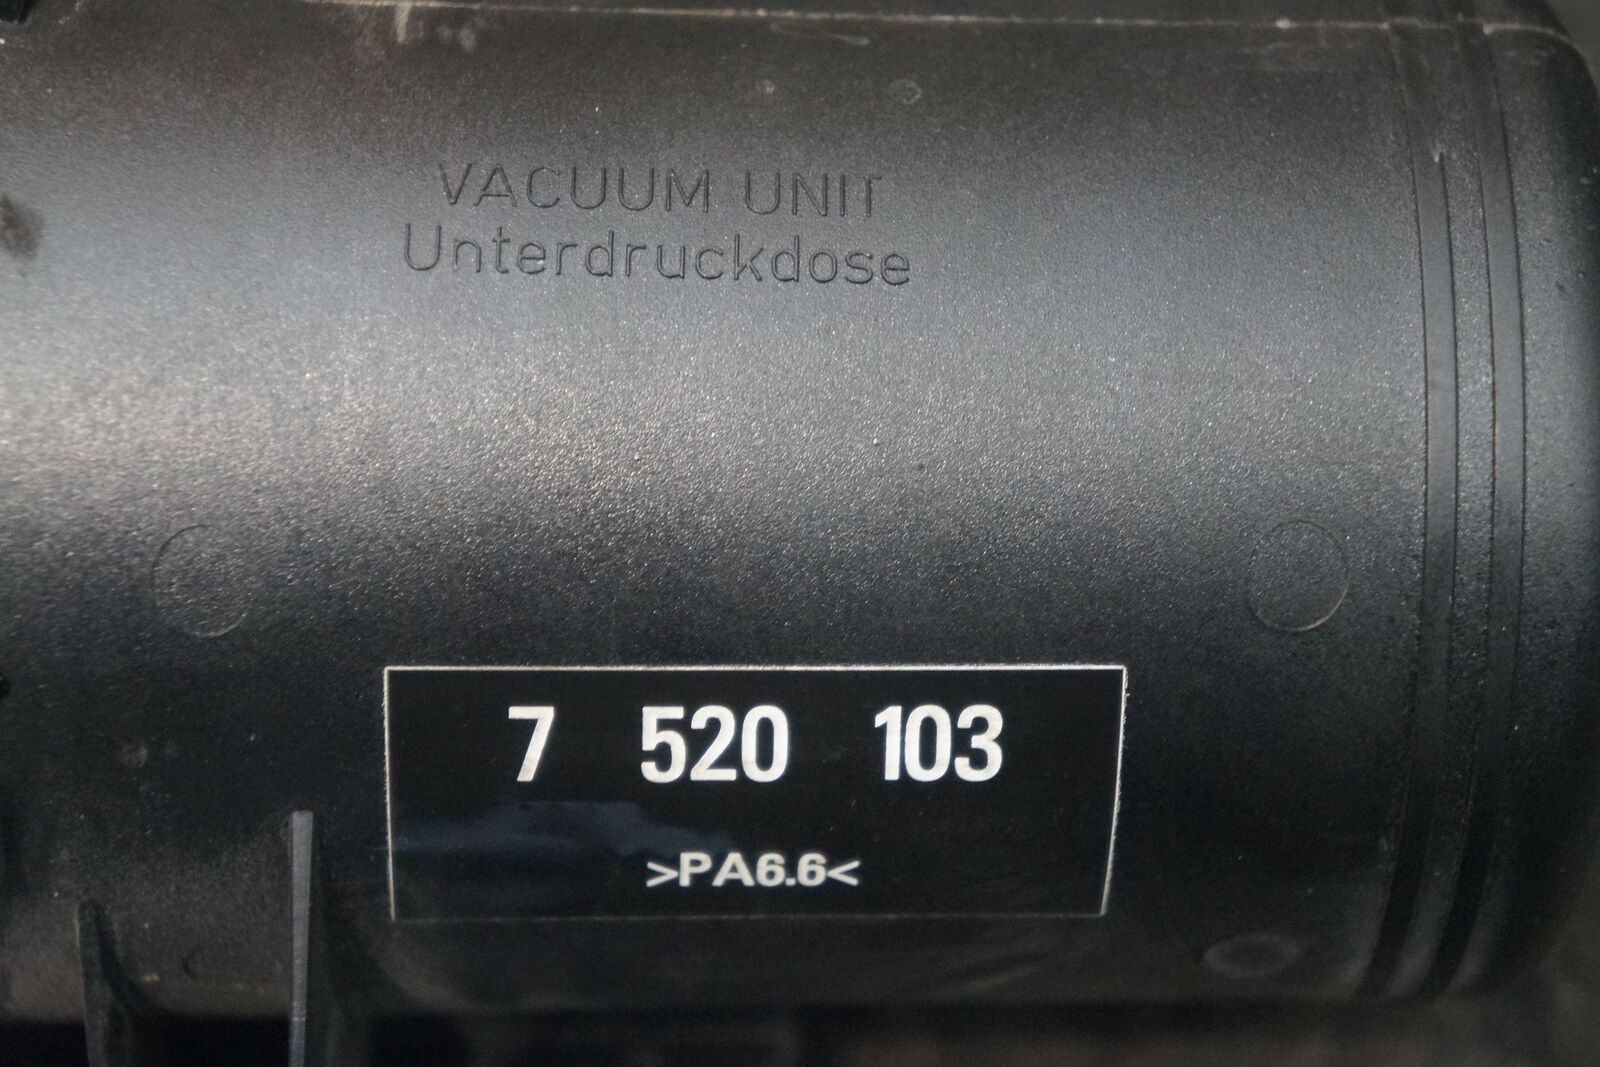 VACUUM UNIT
Unterdruckdose
7 520 103
>PA6.6<